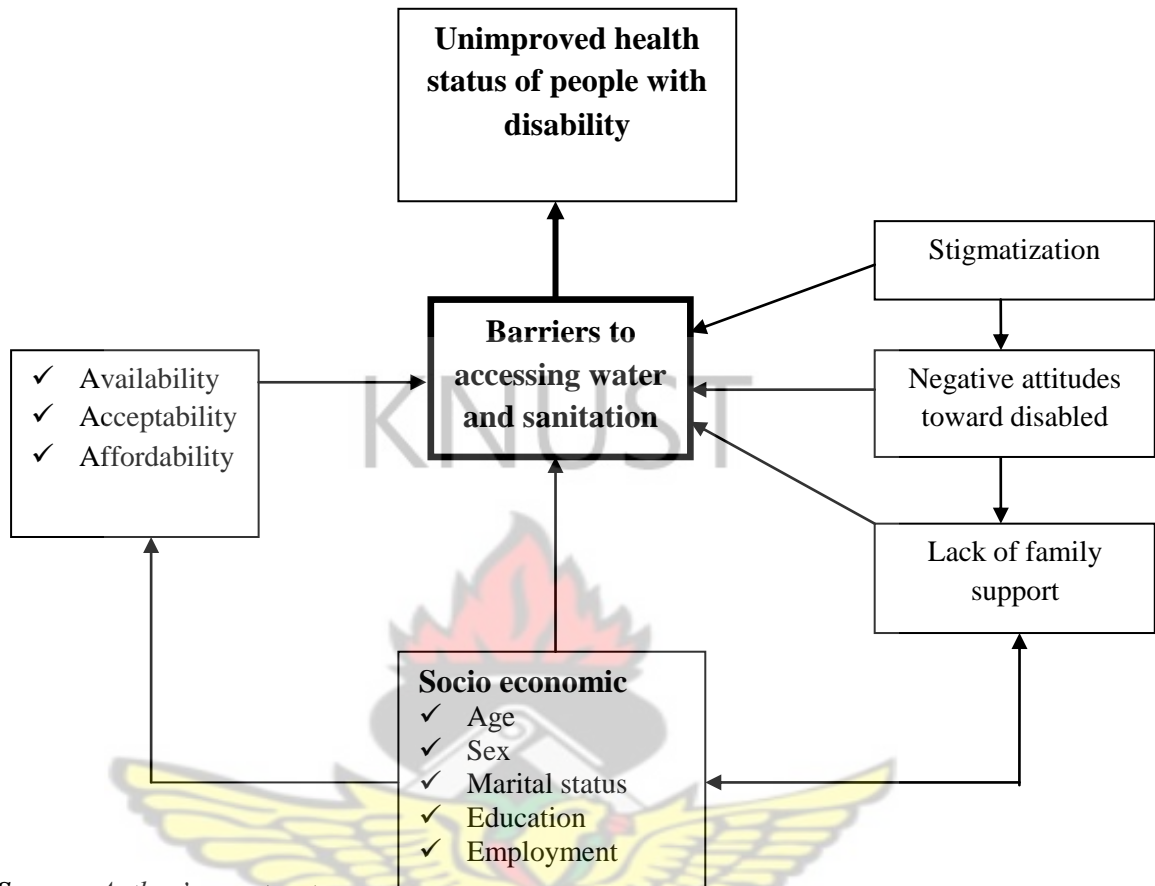 Unimproved health
status of people with
disability
Stigmatization
Barriers to
accessing water
and sanitation
✓ Availability
✓ Acceptability
✓ Affordability
Negative attitudes
toward disabled
KNUST
Lack of family
support
Socio economic
✓ Age
✓ Sex
✓ Marital status
✓ Education
✓ Employment